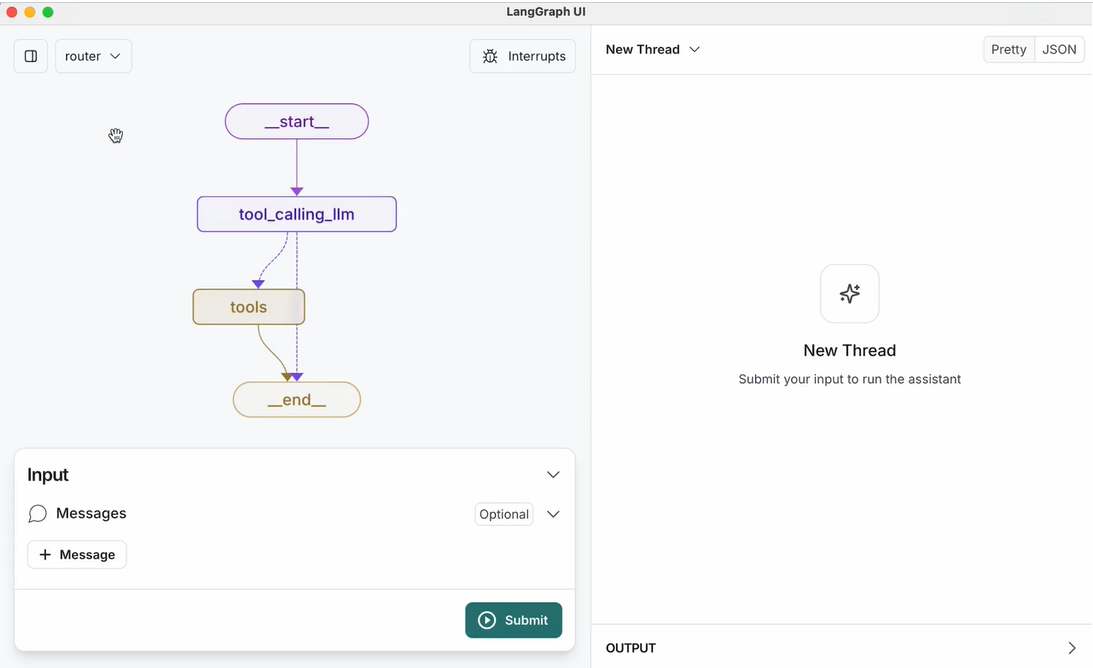 LangGraph UI
router
Interrupts
__start__
tool_calling_llm
tools
__end__
Input
Messages
Optional
+ Message
Submit
New Thread
Pretty
JSON
New Thread
Submit your input to run the assistant
OUTPUT